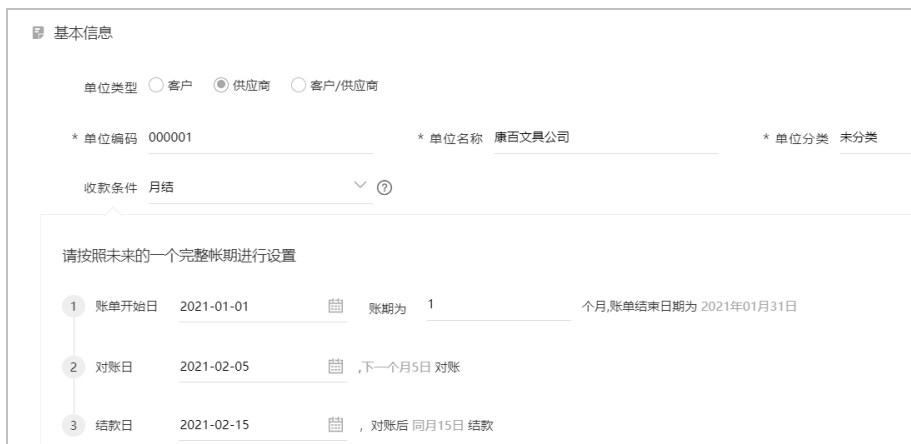 基本信息
单位类型 客户 供应商 客户/供应商
* 单位编码 000001 * 单位名称 康百文具公司 * 单位分类 未分类
收款条件 月结 ?
请按照未来的一个完整帐期进行设置
1 账单开始日 2021-01-01 账期为 1 个月,账单结束日期为 2021年01月31日
2 对账日 2021-02-05 ,下一个月5日 对账
3 结款日 2021-02-15 , 对账后 同月15日 结款